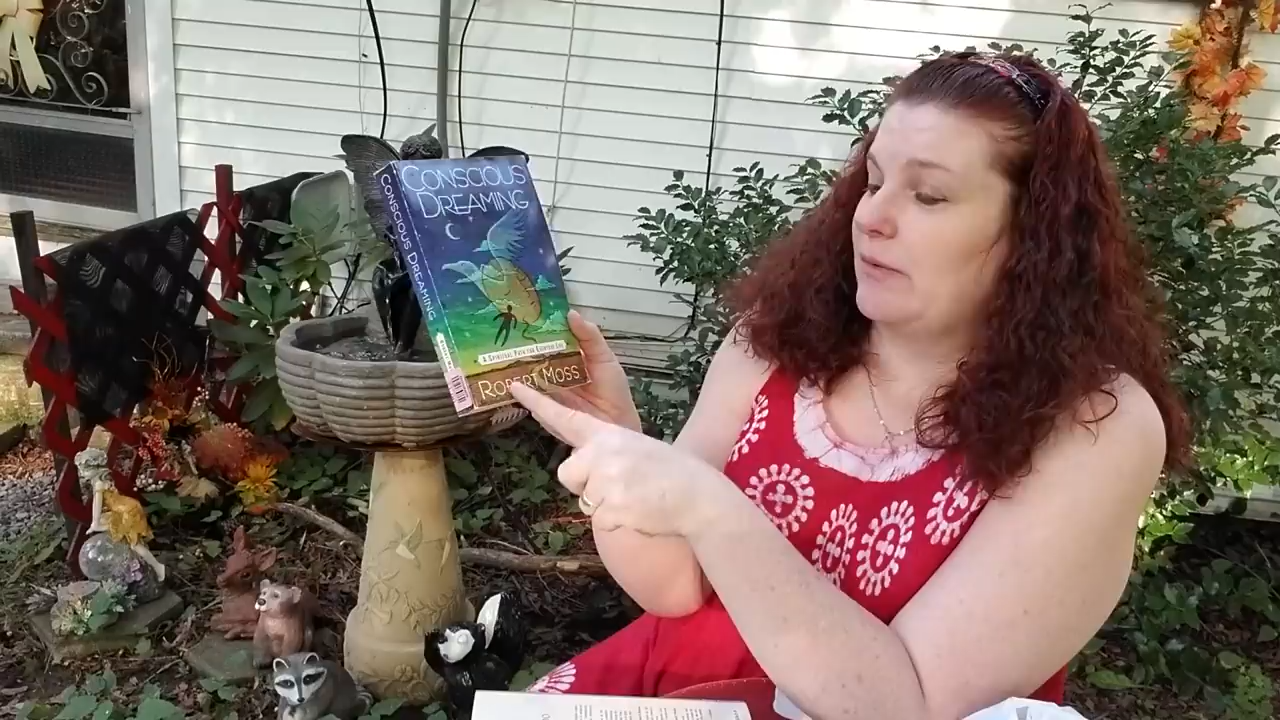 CONSCIOUS
DREAMING
CONSCIOUS DREAMING
A SPIRITUAL PATH FOR EVERYDAY LIFE
ROBERT MOSS